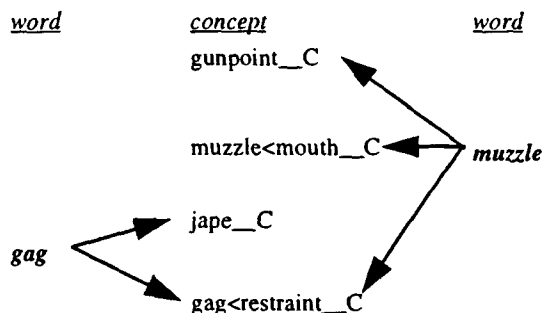 word concept word
gunpoint__C
muzzle<mouth__C muzzle
jape__C
gag
gag<restraint__C